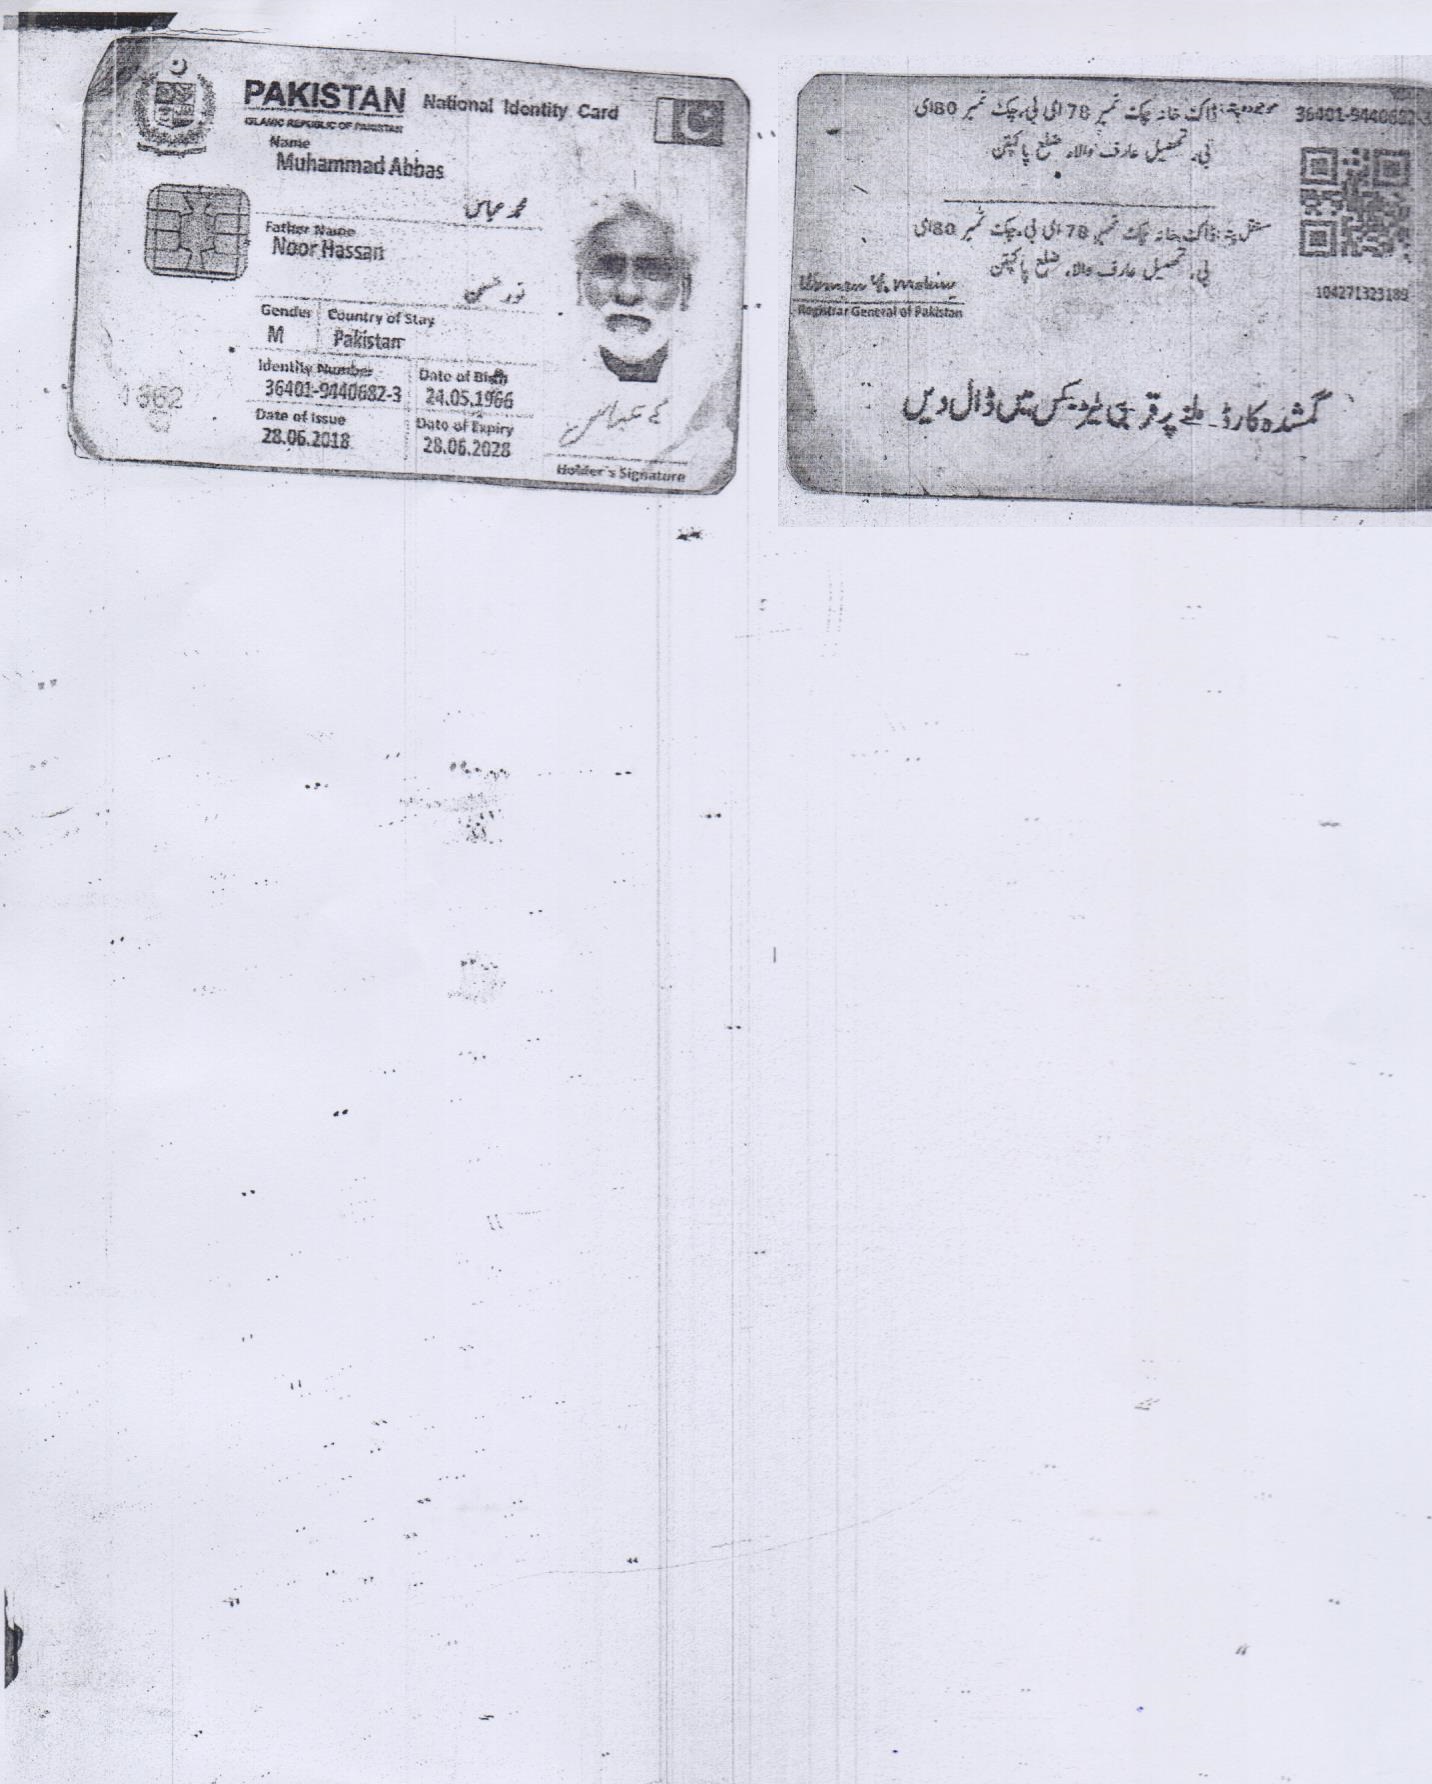 PAKISTAN National Identity Card
ISLAMIC REPUBLIC OF PAKISTAN
Name
Muhammad Abbas
محمد عباس
Father Name
Noor Hassan
نور حسن
Gender Country of Stay
M Pakistan
Identity Number Date of Birth
36401-9440682-3 24.05.1966
Date of Issue Date of Expiry
28.06.2018 28.06.2028
Holder's Signature
1662
موجودہ پتہ: ڈاک خانہ چک نمبر 78 ای بی، چک نمبر 80 ای
بی، تحصیل عارف والا، ضلع پاکپتن
36401-9440682-3
مستقل پتہ: ڈاک خانہ چک نمبر 78 ای بی، چک نمبر 80 ای
بی، تحصیل عارف والا، ضلع پاکپتن
Registrar General of Pakistan
104271323189
گمشدہ کارڈ ملنے پر قریبی لیٹر بکس میں ڈال دیں